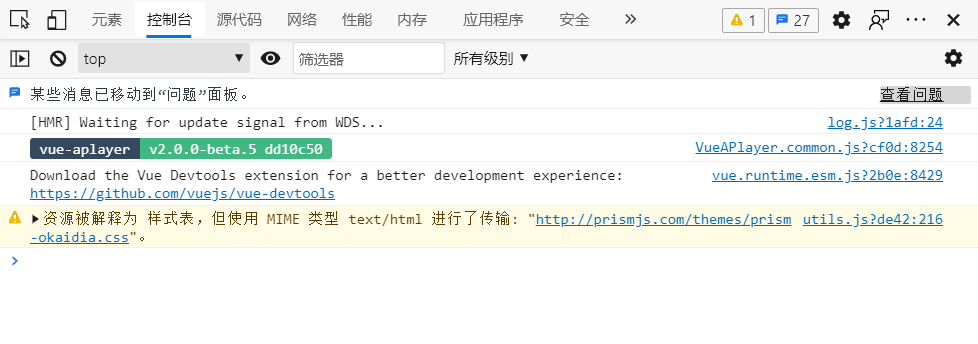 元素 控制台 源代码 网络 性能 内存 应用程序 安全 1 27
top 筛选器 所有级别
某些消息已移动到“问题”面板。 查看问题
[HMR] Waiting for update signal from WDS... log.js?1afd:24
vue-aplayer v2.0.0-beta.5 dd10c50 VueAPlayer.common.js?cf0d:8254
Download the Vue Devtools extension for a better development experience: vue.runtime.esm.js?2b0e:8429
https://github.com/vuejs/vue-devtools
资源被解释为 样式表，但使用 MIME 类型 text/html 进行了传输: "http://prismjs.com/themes/prism utils.js?de42:216
-okaidia.css"。